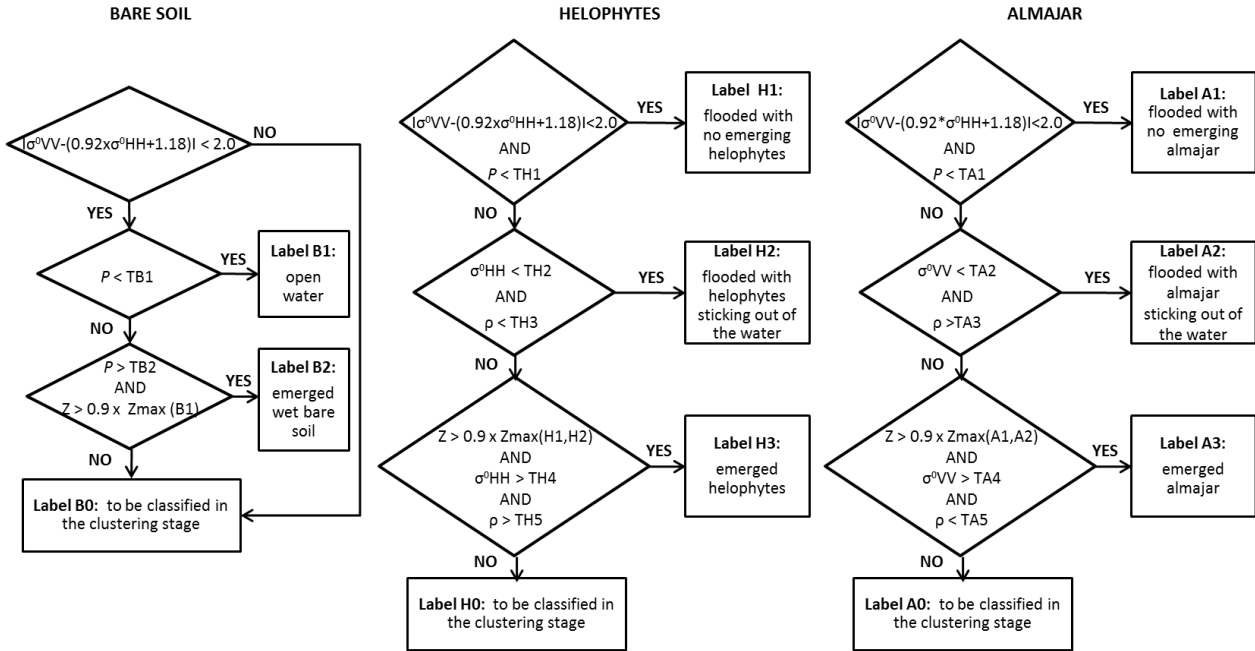 BARE SOIL
Iσ⁰VV-(0.92xσ⁰HH+1.18)I < 2.0
NO
YES
P < TB1
YES
Label B1:
open
water
NO
P > TB2
AND
Z > 0.9 x Zmax (B1)
YES
Label B2:
emerged
wet bare
soil
NO
Label B0: to be classified in
the clustering stage
HELOPHYTES
Iσ⁰VV-(0.92xσ⁰HH+1.18)I<2.0
AND
P < TH1
YES
Label H1:
flooded with
no emerging
helophytes
NO
σ⁰HH < TH2
AND
ρ < TH3
YES
Label H2:
flooded with
helophytes
sticking out of
the water
NO
Z > 0.9 x Zmax(H1,H2)
AND
σ⁰HH > TH4
AND
ρ > TH5
YES
Label H3:
emerged
helophytes
NO
Label H0: to be classified in
the clustering stage
ALMAJAR
Iσ⁰VV-(0.92*σ⁰HH+1.18)I<2.0
AND
P < TA1
YES
Label A1:
flooded with
no emerging
almajar
NO
σ⁰VV < TA2
AND
ρ >TA3
YES
Label A2:
flooded with
almajar
sticking out of
the water
NO
Z > 0.9 x Zmax(A1,A2)
AND
σ⁰VV > TA4
AND
ρ < TA5
YES
Label A3:
emerged
almajar
NO
Label A0: to be classified in
the clustering stage